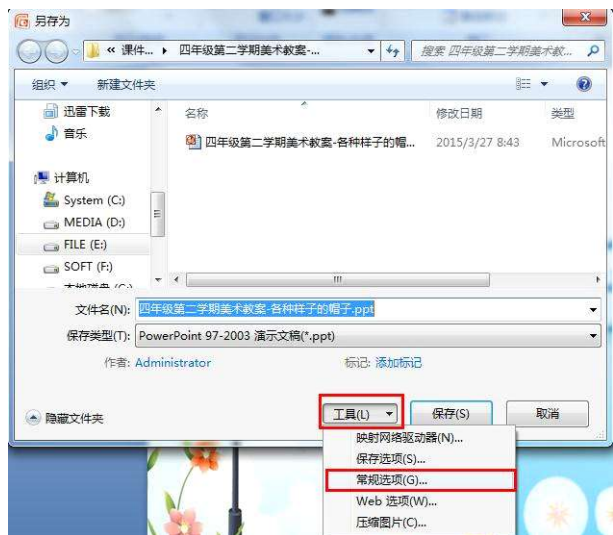 另存为
« 课件... ▸ 四年级第二学期美术教案-...
搜索 四年级第二学期美术教...
组织 新建文件夹
迅雷下载
音乐
计算机
System (C:)
MEDIA (D:)
FILE (E:)
SOFT (F:)
名称 修改日期 类型
四年级第二学期美术教案-各种样子的帽... 2015/3/27 8:43 Microsoft
文件名(N): 四年级第二学期美术教案-各种样子的帽子.ppt
保存类型(T): PowerPoint 97-2003 演示文稿(*.ppt)
作者: Administrator 标记: 添加标记
隐藏文件夹 工具(L) 保存(S) 取消
映射网络驱动器(N)...
保存选项(S)...
常规选项(G)...
Web 选项(W)...
压缩图片(C)...